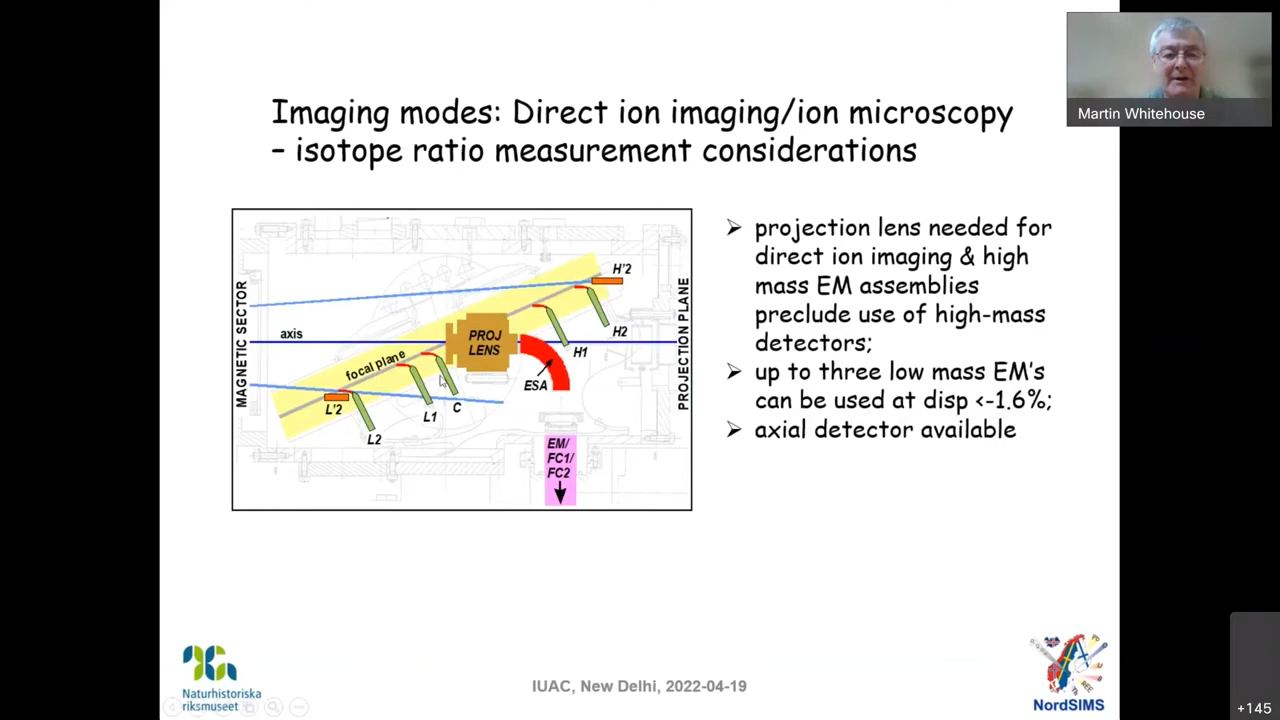 Martin Whitehouse
Imaging modes: Direct ion imaging/ion microscopy
– isotope ratio measurement considerations
MAGNETIC SECTOR
axis
focal plane
PROJ
LENS
ESA
H'2
H2
H1
L'2
L2
L1
C
PROJECTION PLANE
EM/
FC1/
FC2
➢ projection lens needed for
direct ion imaging & high
mass EM assemblies
preclude use of high-mass
detectors;
➢ up to three low mass EM's
can be used at disp <-1.6%;
➢ axial detector available
Naturhistoriska
riksmuseet
IUAC, New Delhi, 2022-04-19
NordSIMS
+145